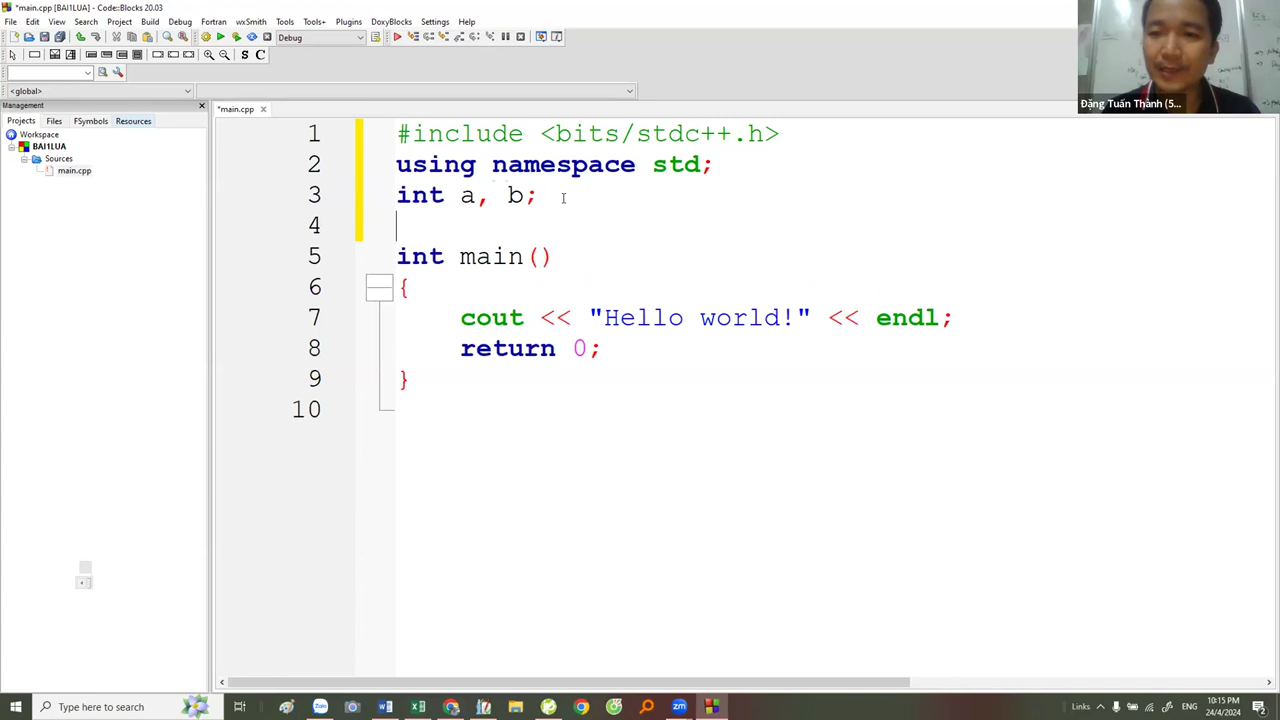 *main.cpp [BAI1LUA] - Code::Blocks 20.03
File Edit View Search Project Build Debug Fortran wxSmith Tools Tools+ Plugins DoxyBlocks Settings Help
Debug
S C
<global>
Management
Projects Files FSymbols Resources
Workspace
BAI1LUA
Sources
main.cpp
*main.cpp
1 #include <bits/stdc++.h>
2 using namespace std;
3 int a, b;
4
5 int main()
6 {
7 cout << "Hello world!" << endl;
8 return 0;
9 }
10
Đặng Tuấn Thành (5...
Type here to search
Zalo
Links
ENG
10:15 PM
24/4/2024
2